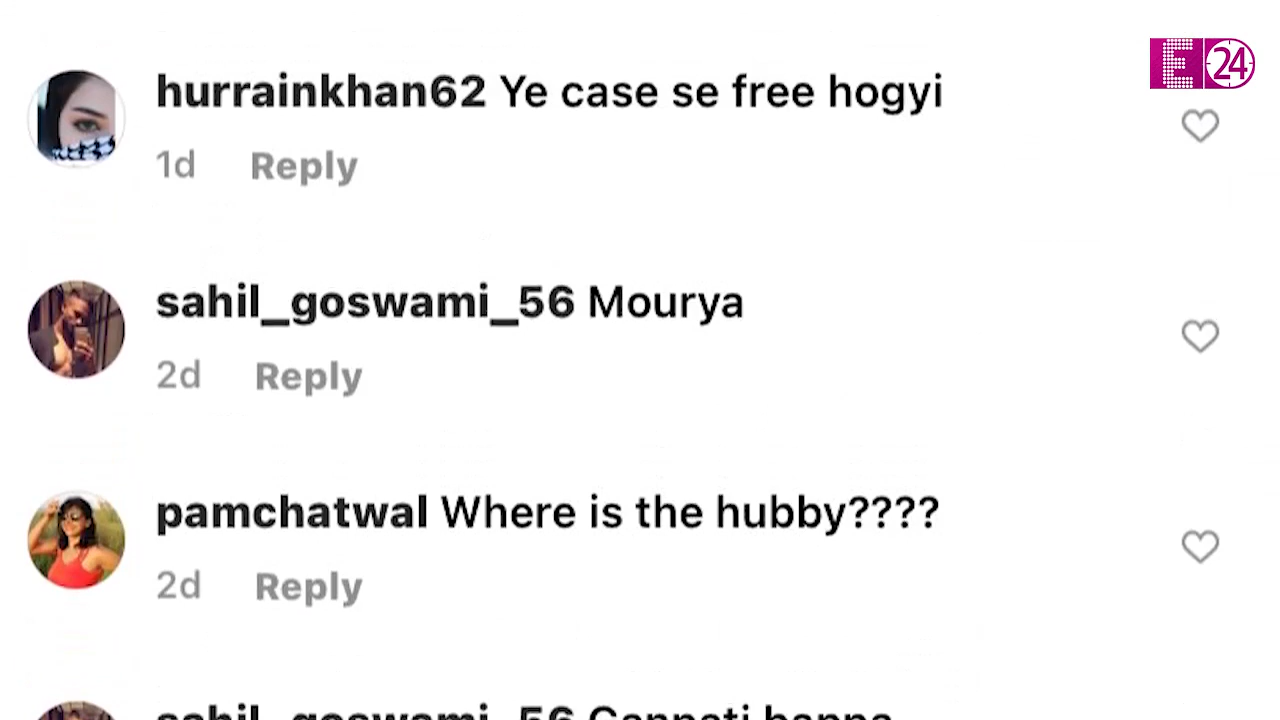 E24
hurrainkhan62 Ye case se free hogyi
1d Reply
sahil_goswami_56 Mourya
2d Reply
pamchatwal Where is the hubby????
2d Reply
sahil_goswami_56 Ganpati bappa